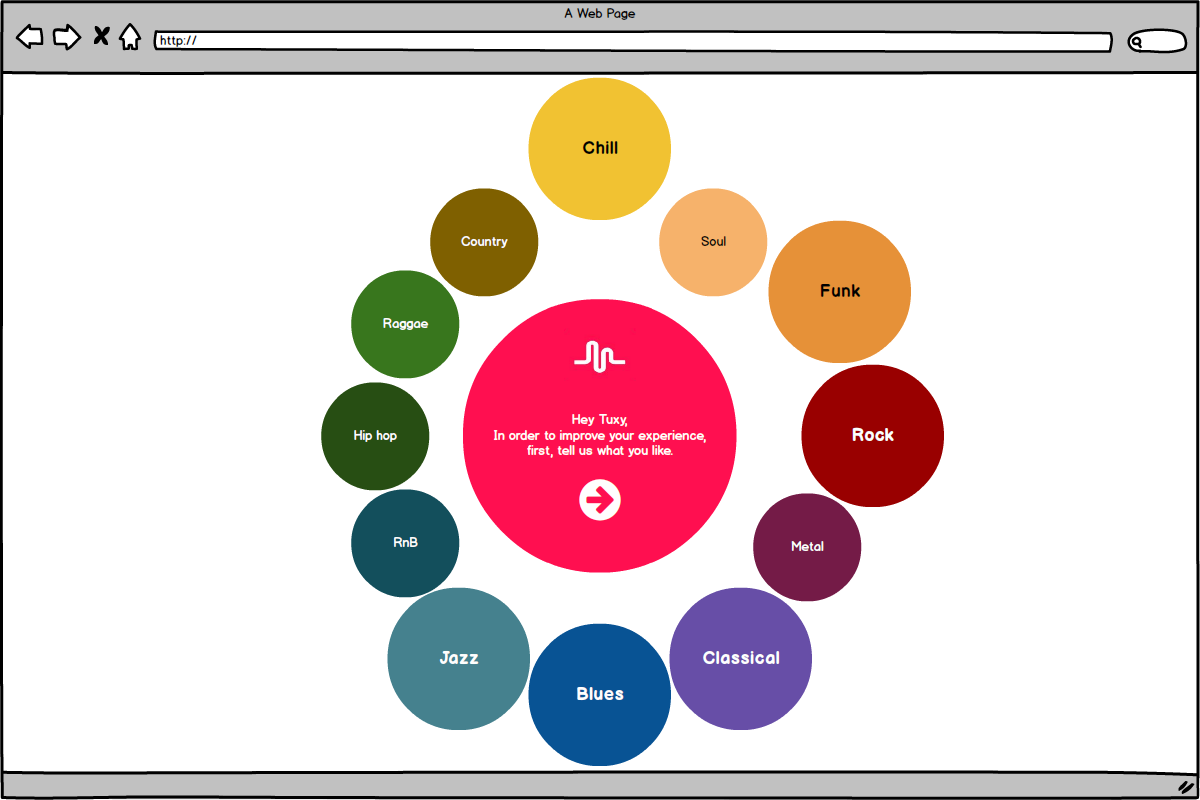 A Web Page
http://
Chill
Country
Soul
Funk
Raggae
Hey Tuxy,
In order to improve your experience,
first, tell us what you like.
Hip hop
Rock
RnB
Metal
Jazz
Classical
Blues